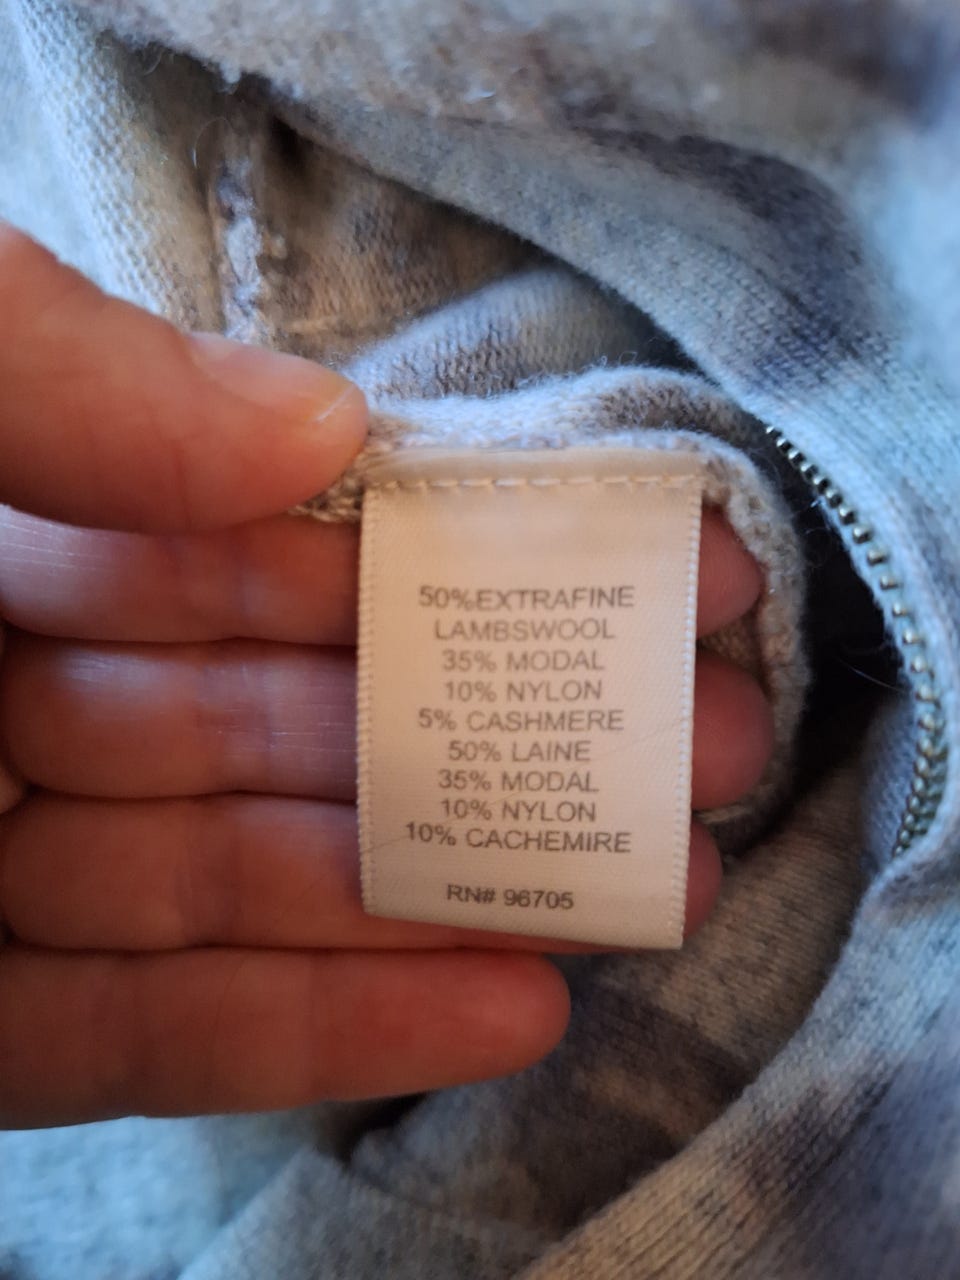 50%EXTRAFINE
LAMBSWOOL
35% MODAL
10% NYLON
5% CASHMERE
50% LAINE
35% MODAL
10% NYLON
10% CACHEMIRE
RN# 96705